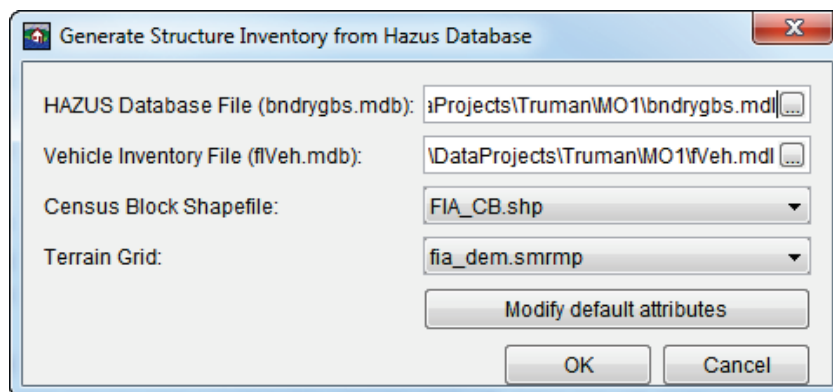 Generate Structure Inventory from Hazus Database
HAZUS Database File (bndrygbs.mdb): aProjects\Truman\MO1\bndrygbs.mdl ...
Vehicle Inventory File (flVeh.mdb): \DataProjects\Truman\MO1\fVeh.mdl ...
Census Block Shapefile: FIA_CB.shp
Terrain Grid: fia_dem.smrmp
Modify default attributes
OK Cancel